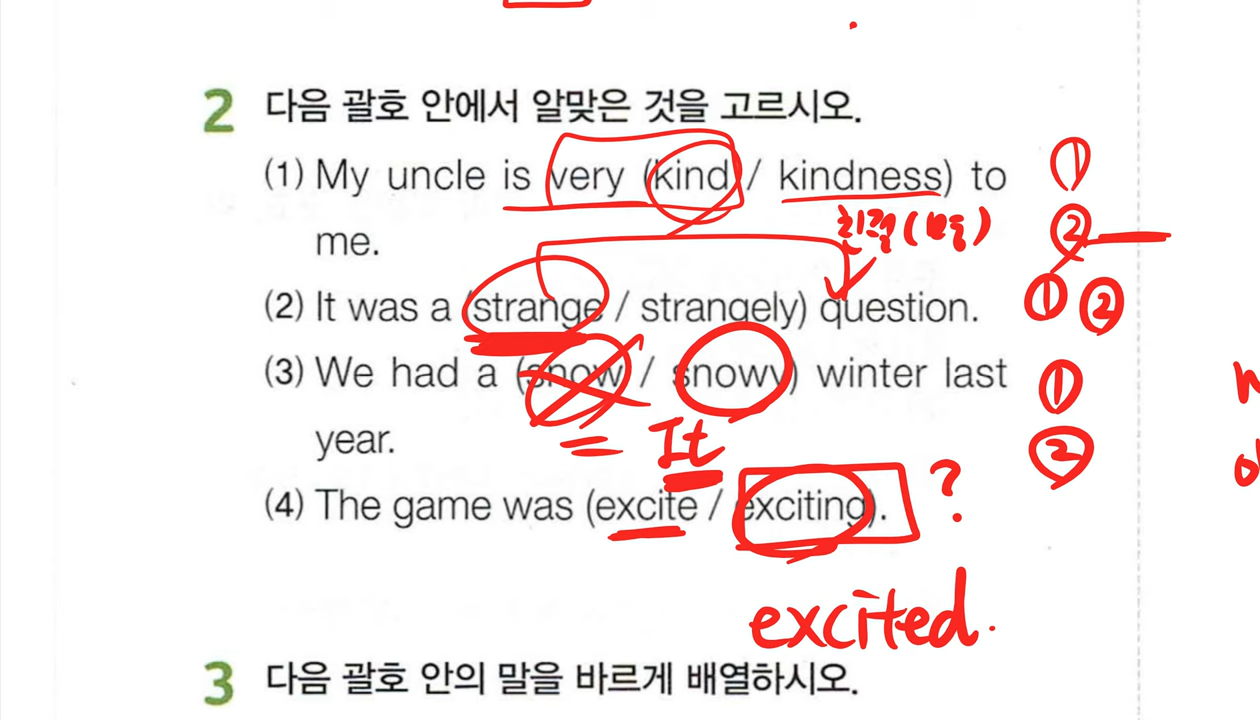 2 다음 괄호 안에서 알맞은 것을 고르시오.
(1) My uncle is very (kind / kindness) to ①
친절(명) ②
me.
(2) It was a (strange / strangely) question. ① ②
(3) We had a (snow / snowy) winter last ①
year. It ②
(4) The game was (excite / exciting). ?
excited.
3 다음 괄호 안의 말을 바르게 배열하시오.